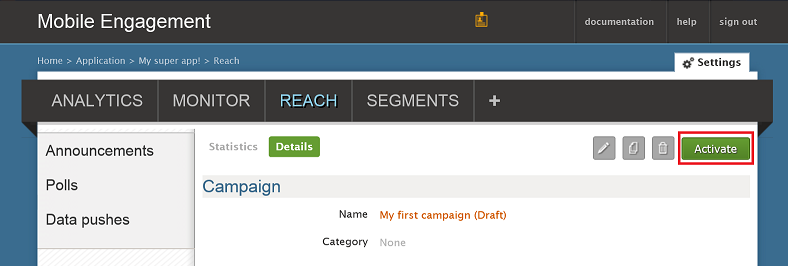 Mobile Engagement
documentation help sign out
Home > Application > My super app! > Reach
Settings
ANALYTICS MONITOR REACH SEGMENTS +
Announcements
Polls
Data pushes
Statistics Details
Activate
Campaign
Name My first campaign (Draft)
Category None